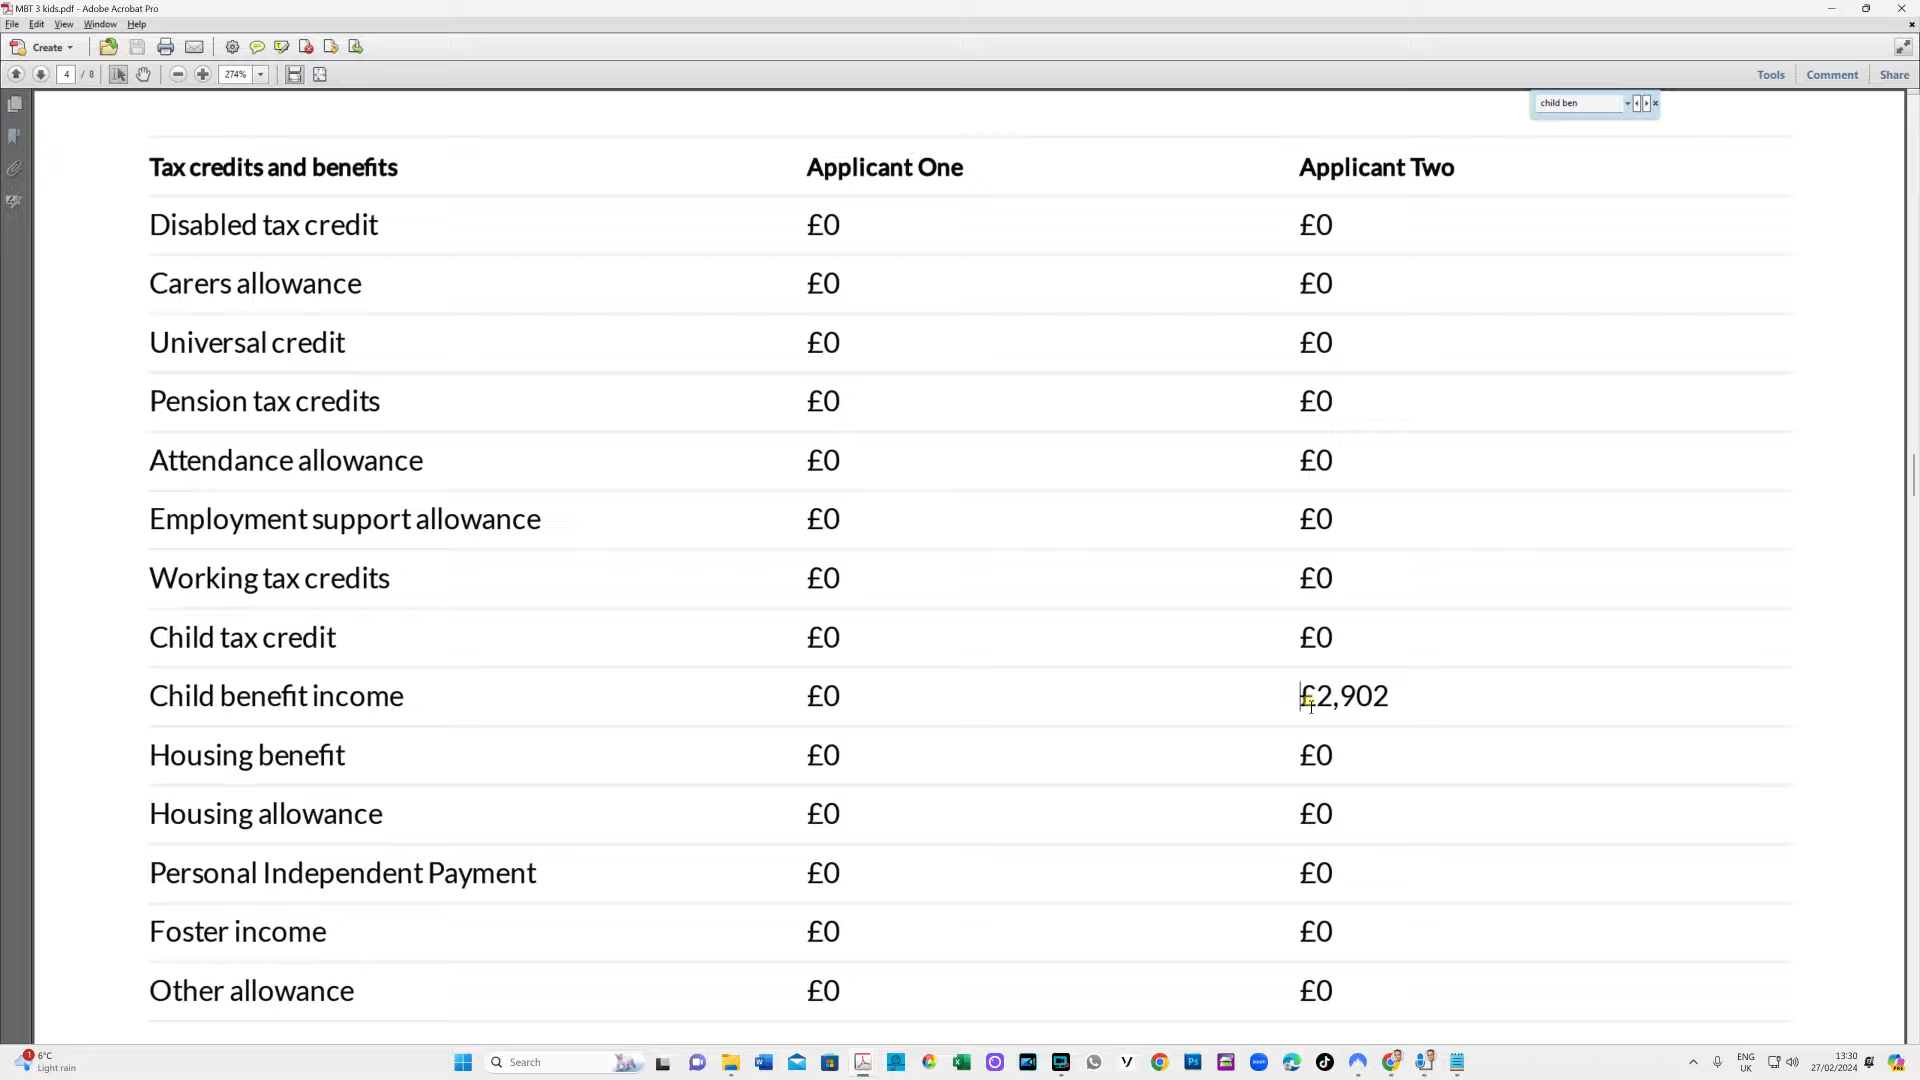 MBT 3 kids.pdf - Adobe Acrobat Pro
File Edit View Window Help
Create
4 / 8 274% Tools Comment Share
child ben
Tax credits and benefits Applicant One Applicant Two
Disabled tax credit £0 £0
Carers allowance £0 £0
Universal credit £0 £0
Pension tax credits £0 £0
Attendance allowance £0 £0
Employment support allowance £0 £0
Working tax credits £0 £0
Child tax credit £0 £0
Child benefit income £0 £2,902
Housing benefit £0 £0
Housing allowance £0 £0
Personal Independent Payment £0 £0
Foster income £0 £0
Other allowance £0 £0
1 6°C
Light rain
Search
ENG
UK
13:30
27/02/2024